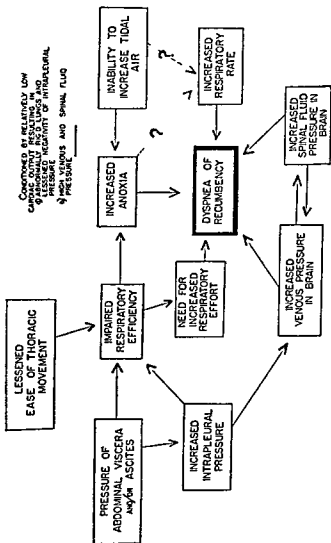 CONDITIONED BY RELATIVELY LOW
CARDIAC OUTPUT RESULTING IN
a) ABNORMALLY RIGID LUNGS AND
LESSENED NEGATIVITY OF INTRAPLEURAL
PRESSURE
b) HIGH VENOUS AND SPINAL FLUID
PRESSURE
LESSENED
EASE OF THORACIC
MOVEMENT
INABILITY TO
INCREASE TIDAL
AIR
?
INCREASED
RESPIRATORY
RATE
INCREASED
ANOXIA
?
IMPAIRED
RESPIRATORY
EFFICIENCY
DYSPNEA OF
RECUMBENCY
NEED FOR
INCREASED
RESPIRATORY
EFFORT
PRESSURE OF
ABDOMINAL VISCERA
AND/OR ASCITES
INCREASED
INTRAPLEURAL
PRESSURE
INCREASED
VENOUS PRESSURE
IN BRAIN
INCREASED
SPINAL FLUID
PRESSURE IN
BRAIN